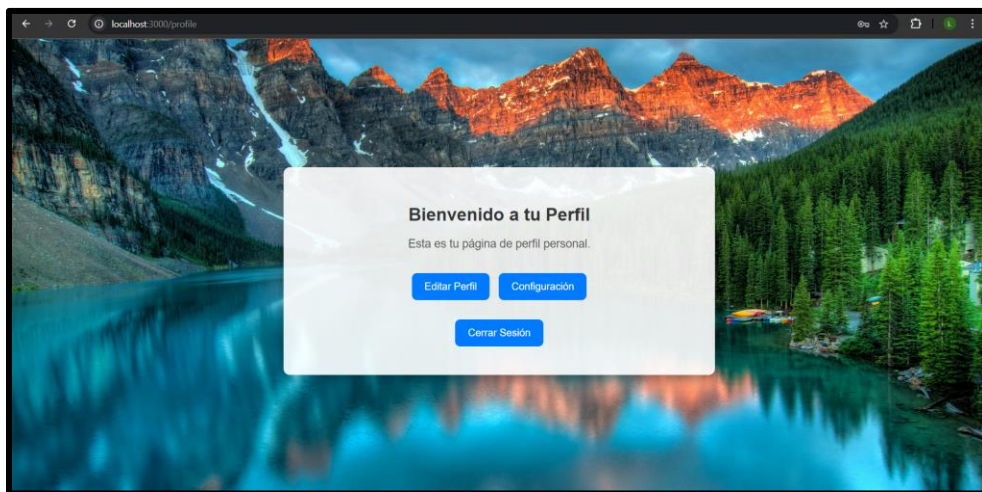 localhost:3000/profile
L
Bienvenido a tu Perfil
Esta es tu página de perfil personal.
Editar Perfil Configuración
Cerrar Sesión